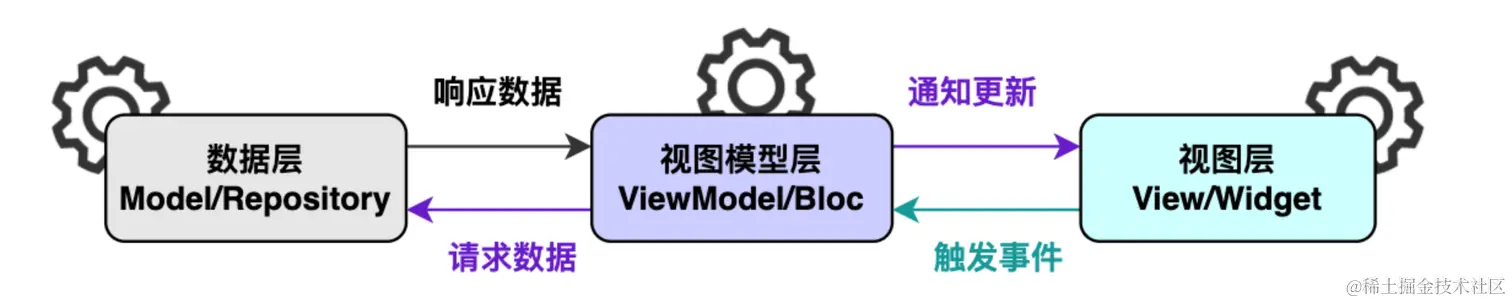 响应数据
通知更新
数据层
Model/Repository
视图模型层
ViewModel/Bloc
视图层
View/Widget
请求数据
触发事件
@稀土掘金技术社区